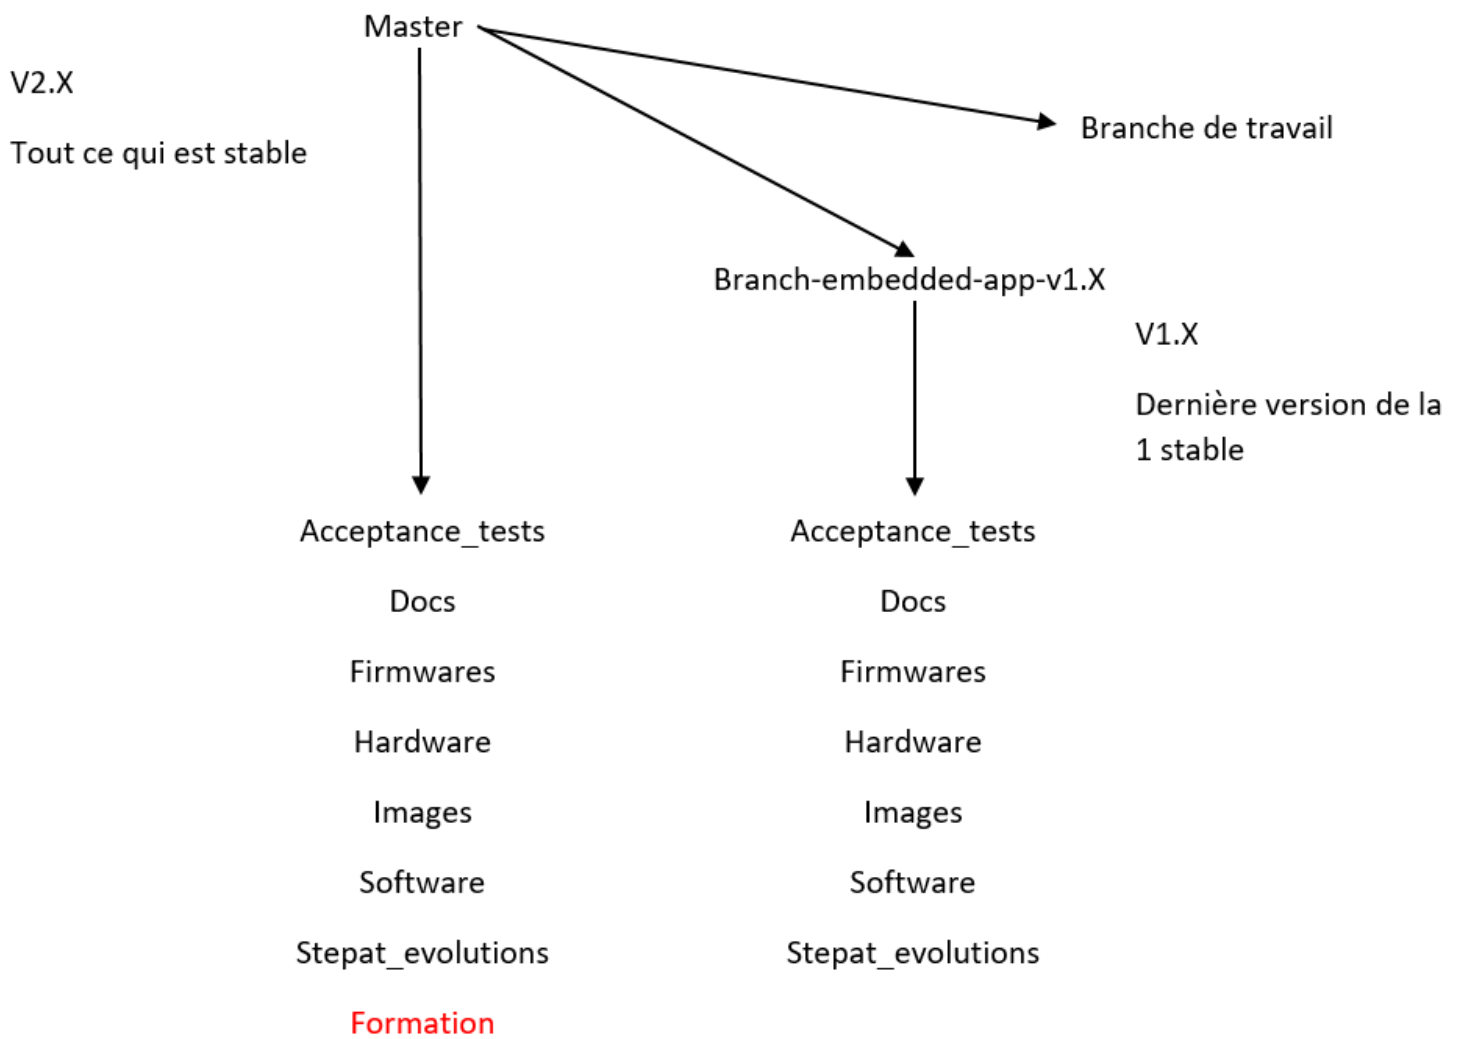 Master
V2.X
Tout ce qui est stable
Branche de travail
Branch-embedded-app-v1.X
V1.X
Dernière version de la
1 stable
Acceptance_tests
Docs
Firmwares
Hardware
Images
Software
Stepat_evolutions
Formation
Acceptance_tests
Docs
Firmwares
Hardware
Images
Software
Stepat_evolutions